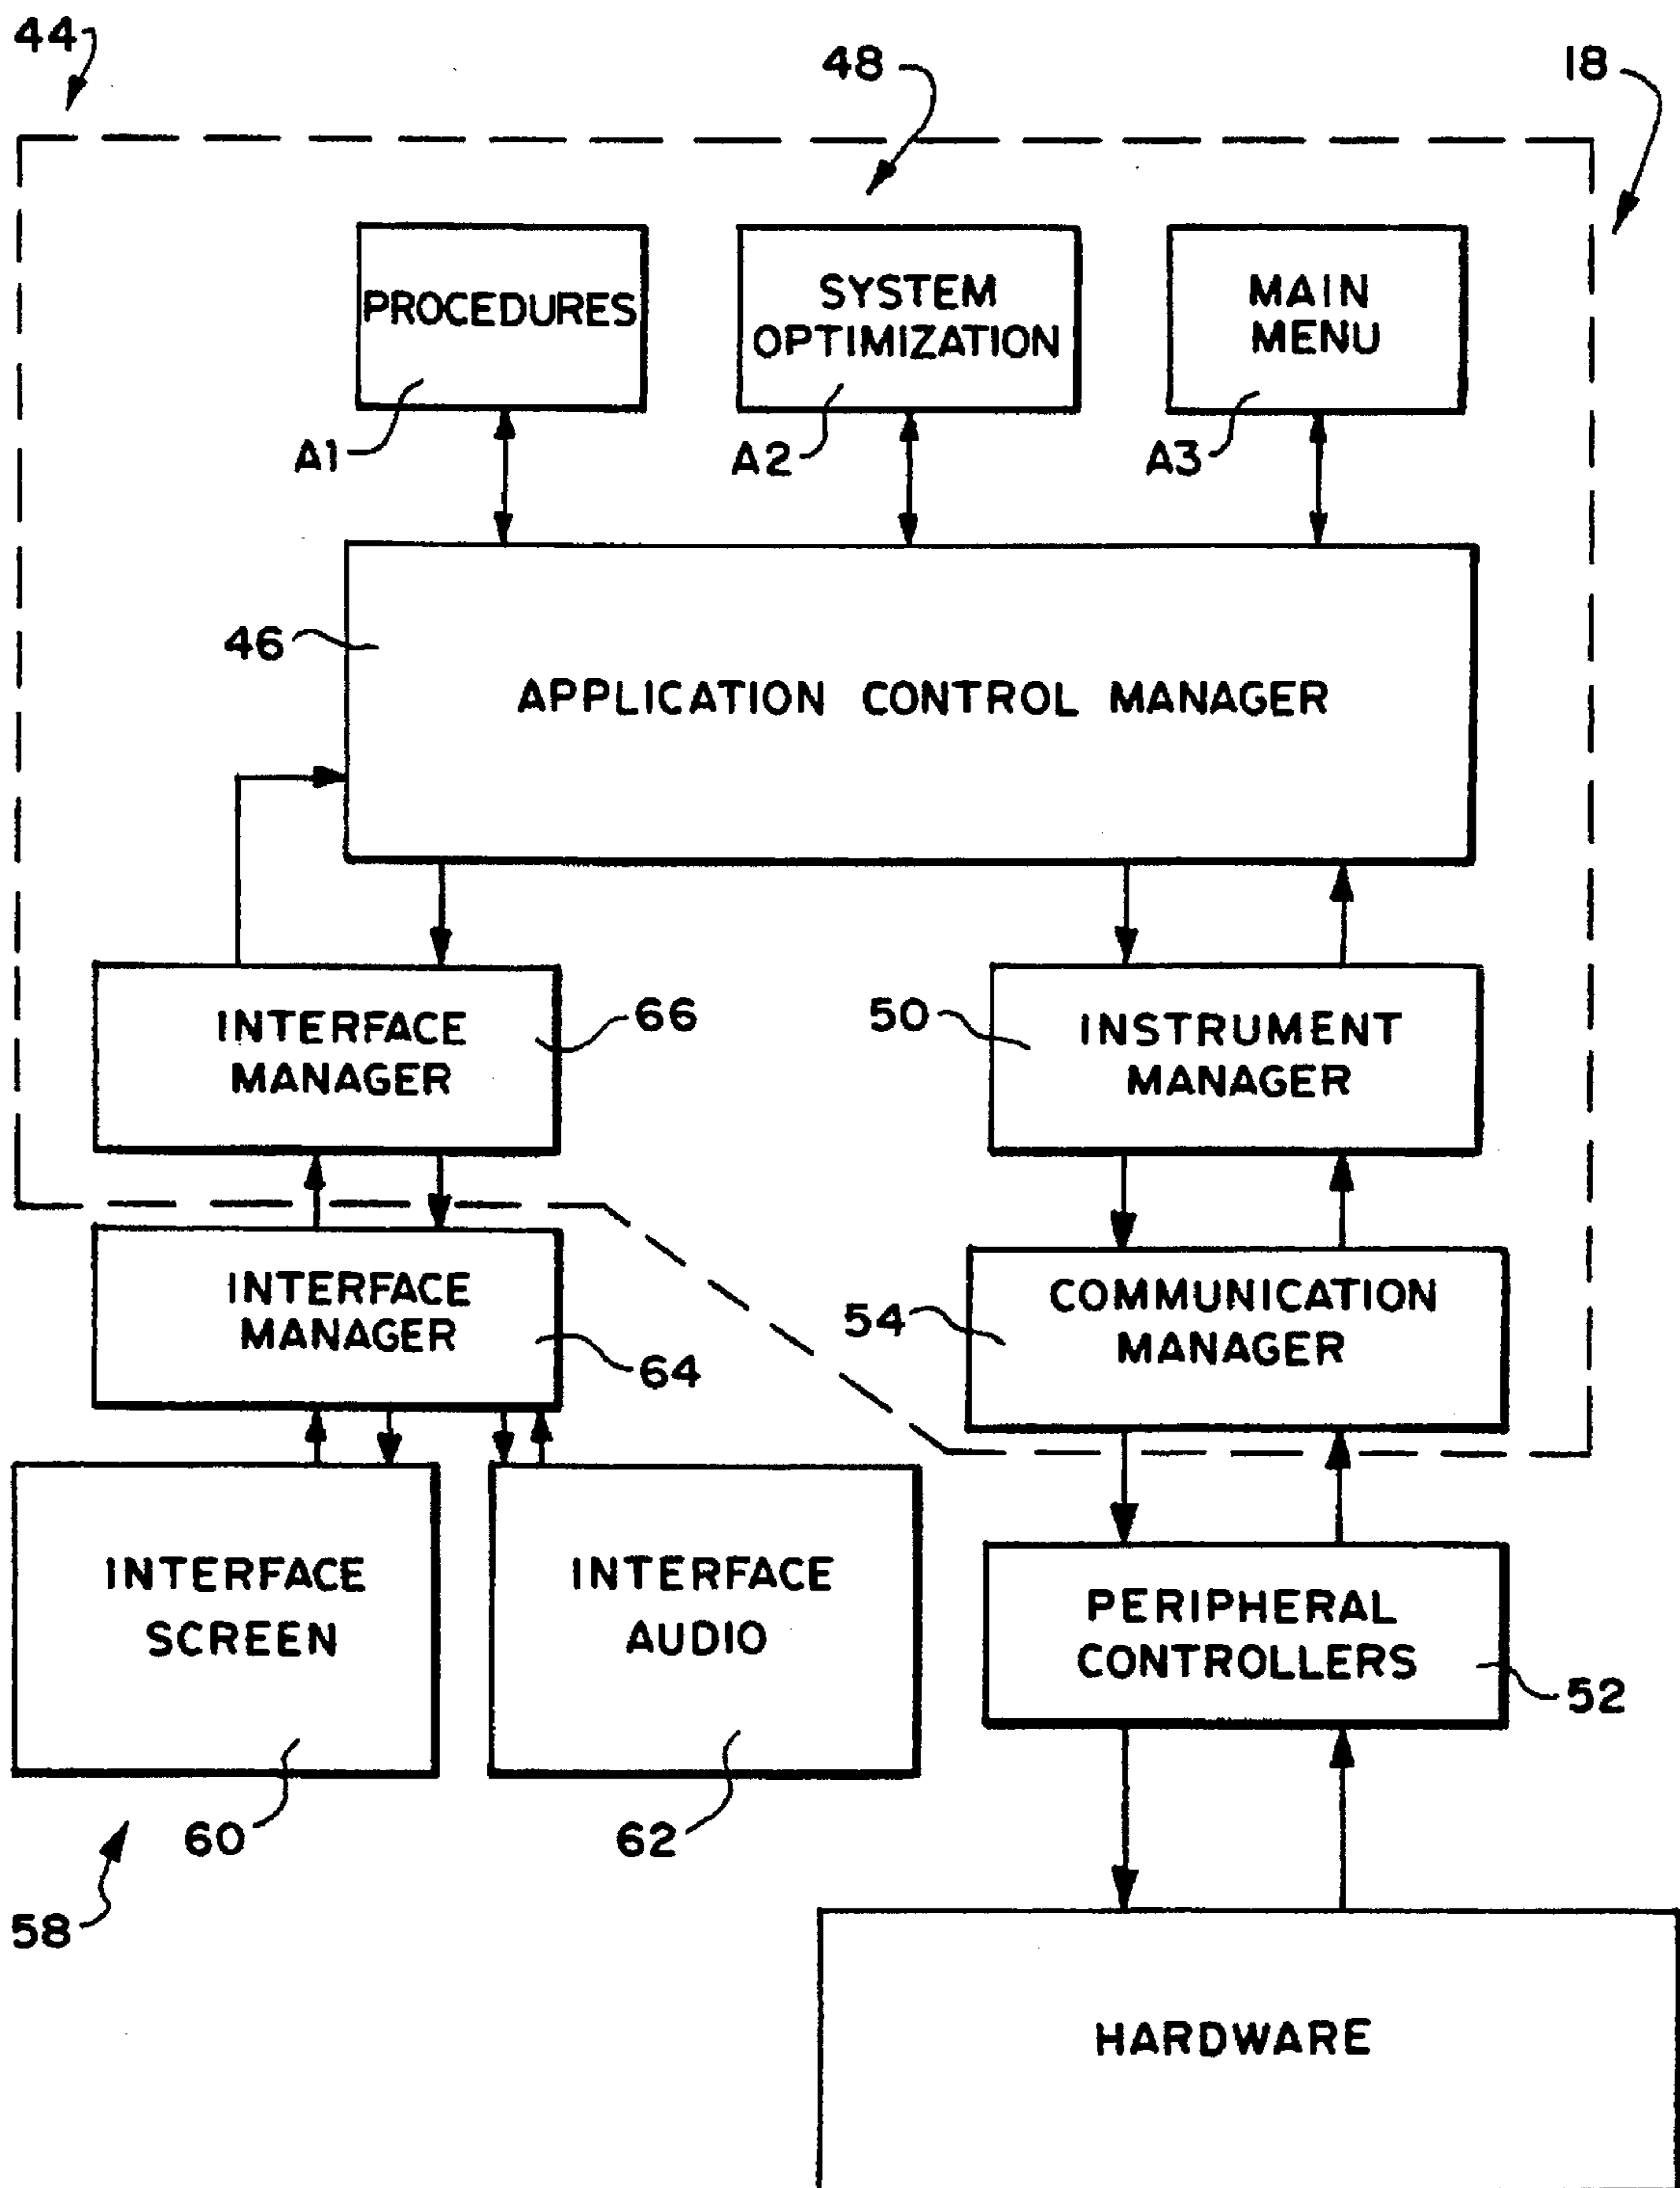 44
48
18
PROCEDURES
SYSTEM
OPTIMIZATION
MAIN
MENU
A1
A2
A3
46
APPLICATION CONTROL MANAGER
INTERFACE
MANAGER
66
50
INSTRUMENT
MANAGER
INTERFACE
MANAGER
64
54
COMMUNICATION
MANAGER
INTERFACE
SCREEN
INTERFACE
AUDIO
PERIPHERAL
CONTROLLERS
52
60
62
58
HARDWARE